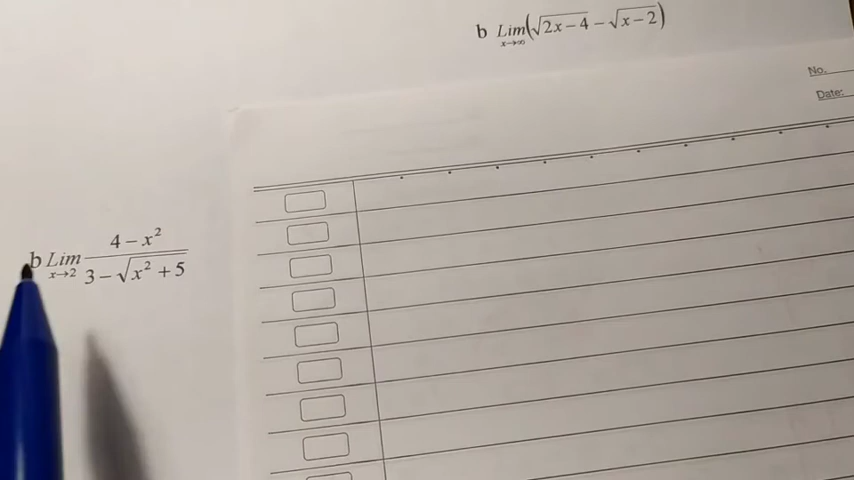 b Lim x→∞ (√2x−4 − √x−2)
No.
Date:
b Lim x→2 4−x² / 3−√x²+5